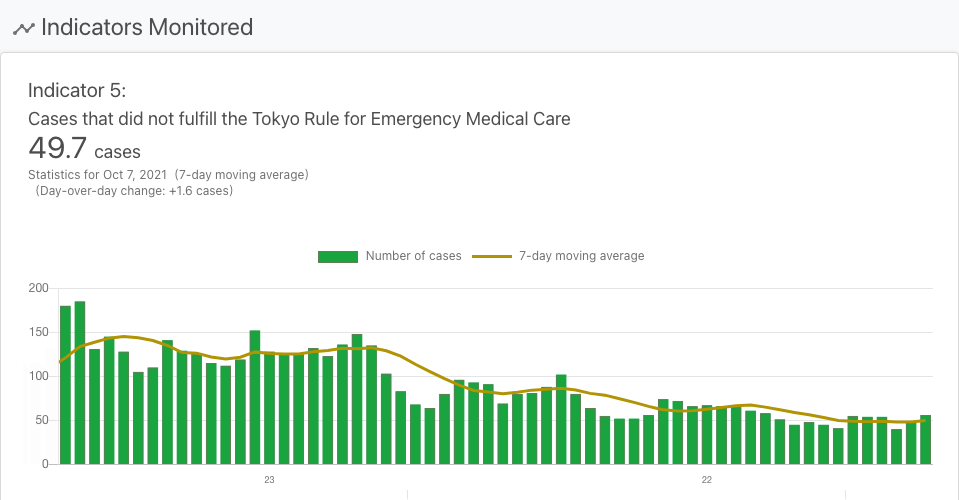 Indicators Monitored
Indicator 5:
Cases that did not fulfill the Tokyo Rule for Emergency Medical Care
49.7 cases
Statistics for Oct 7, 2021 (7-day moving average)
(Day-over-day change: +1.6 cases)
Number of cases 7-day moving average
200
150
100
50
0
23 22